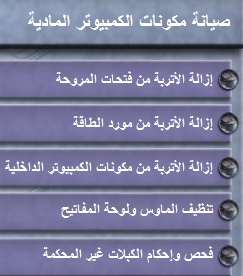 صيانة مكونات الكمبيوتر المادية
إزالة الأتربة من فتحات المروحة
إزالة الأتربة من مورد الطاقة
إزالة الأتربة من مكونات الكمبيوتر الداخلية
تنظيف الماوس ولوحة المفاتيح
فحص وإحكام الكبلات غير المحكمة